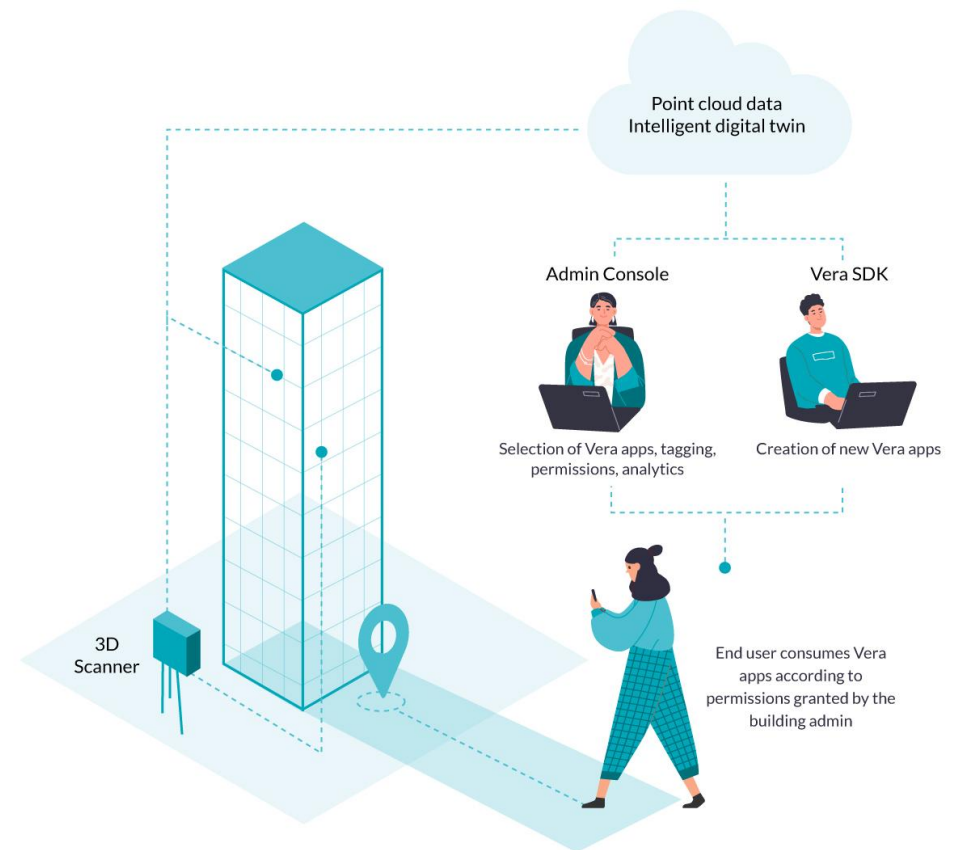 Point cloud data
Intelligent digital twin
Admin Console
Vera SDK
Selection of Vera apps, tagging,
permissions, analytics
Creation of new Vera apps
3D
Scanner
End user consumes Vera
apps according to
permissions granted by the
building admin